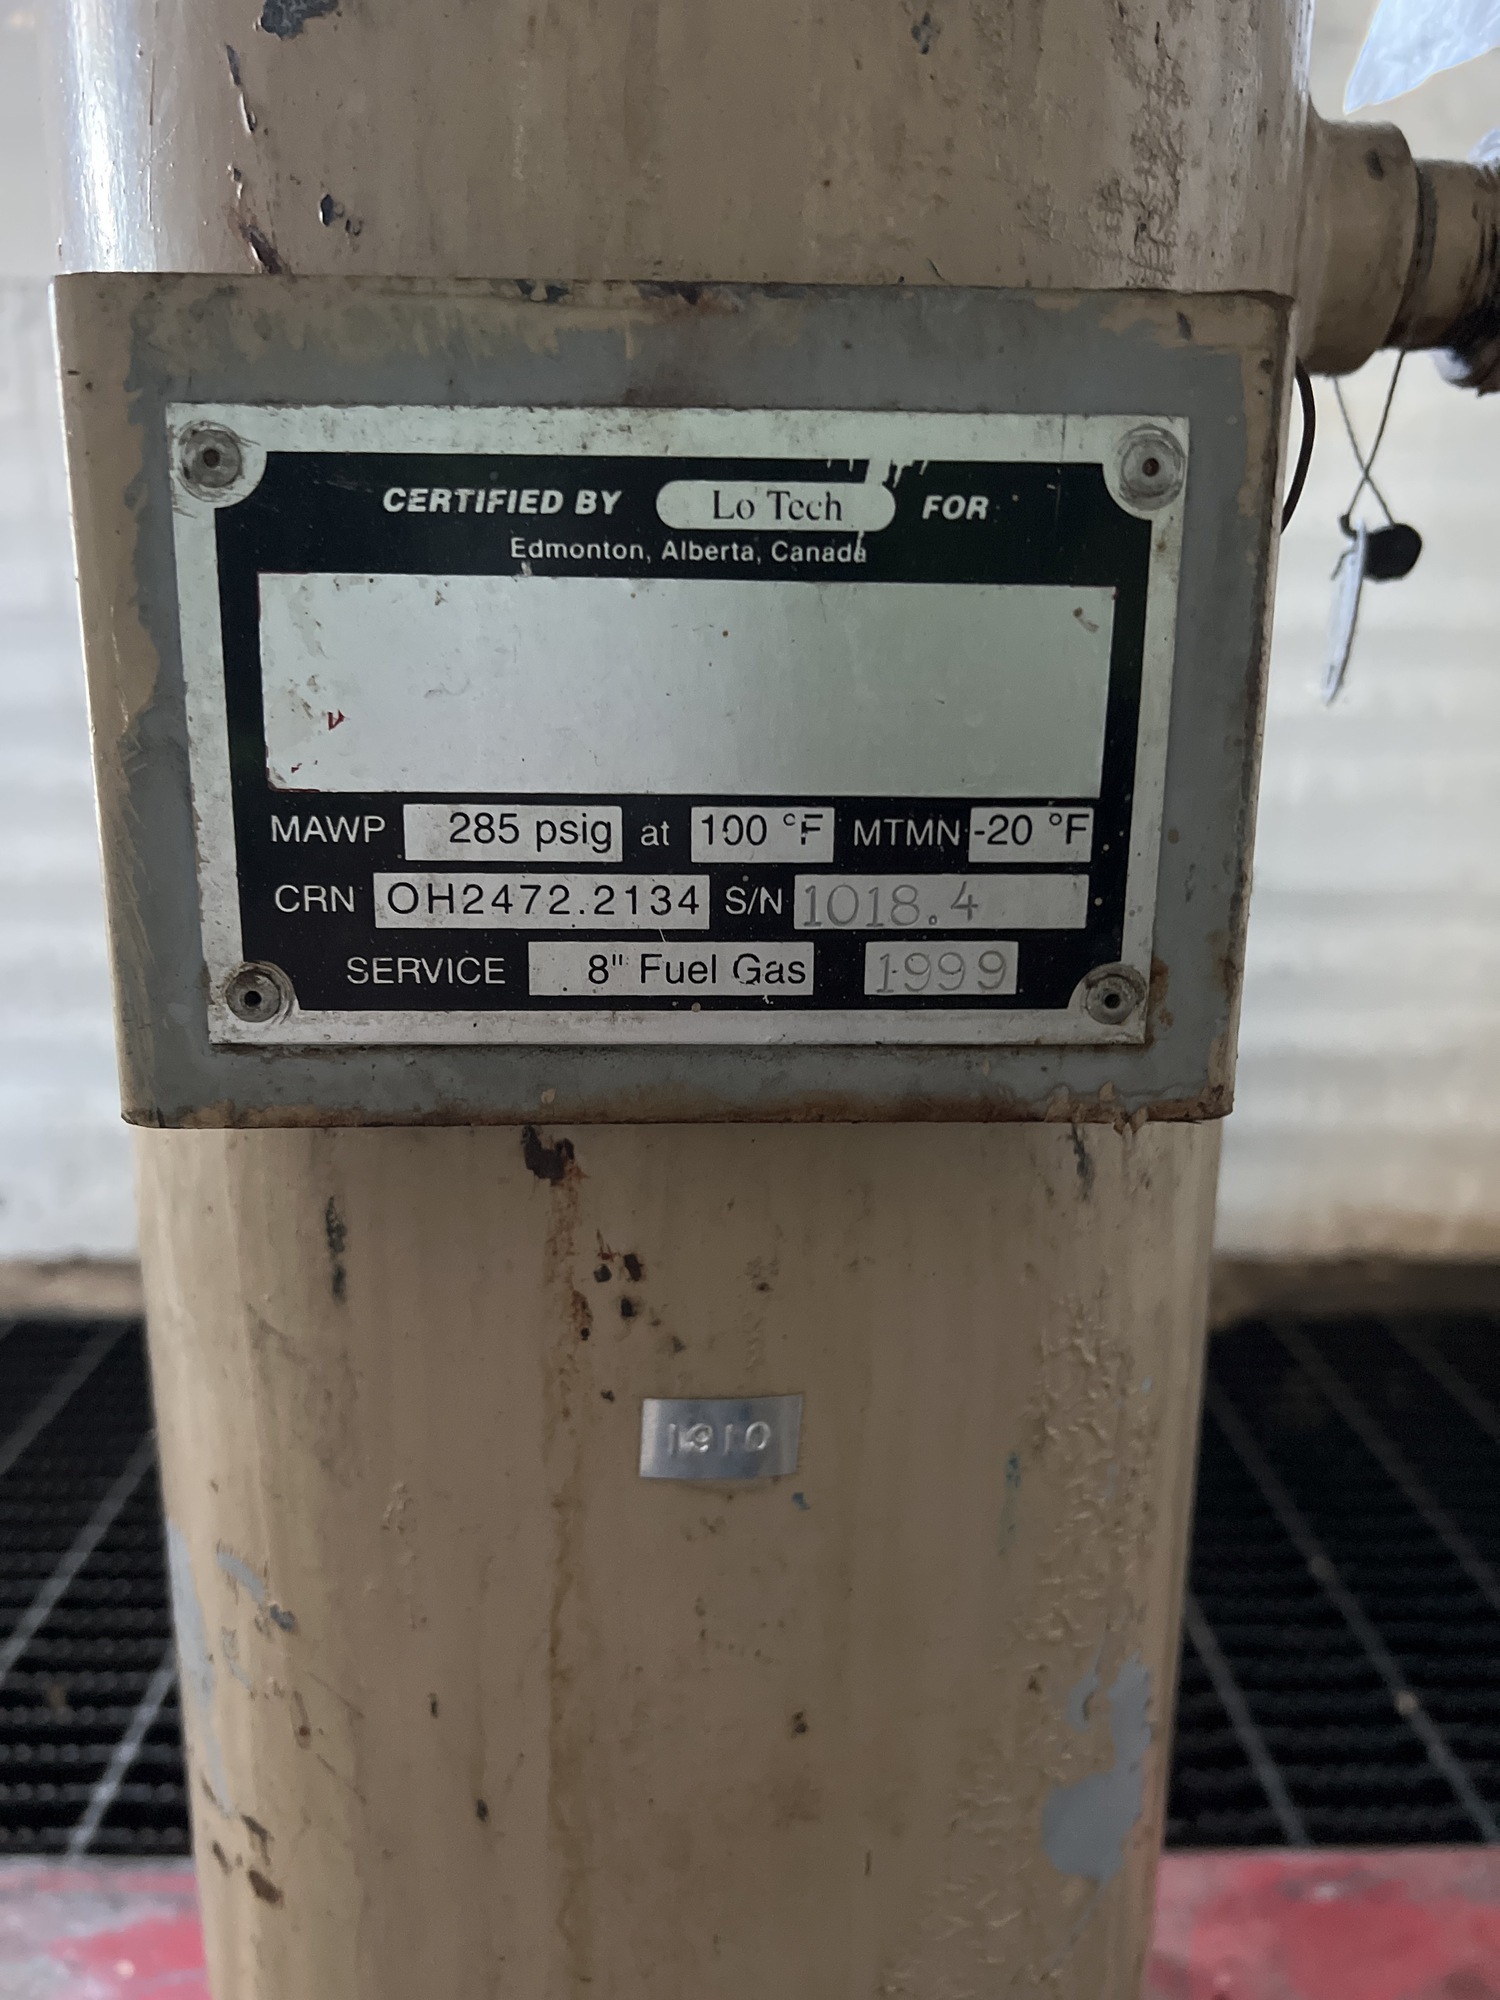 CERTIFIED BY Lo Tech FOR
Edmonton, Alberta, Canada
MAWP 285 psig at 100 °F MTMN -20 °F
CRN OH2472.2134 S/N 1018.4
SERVICE 8" Fuel Gas 1999